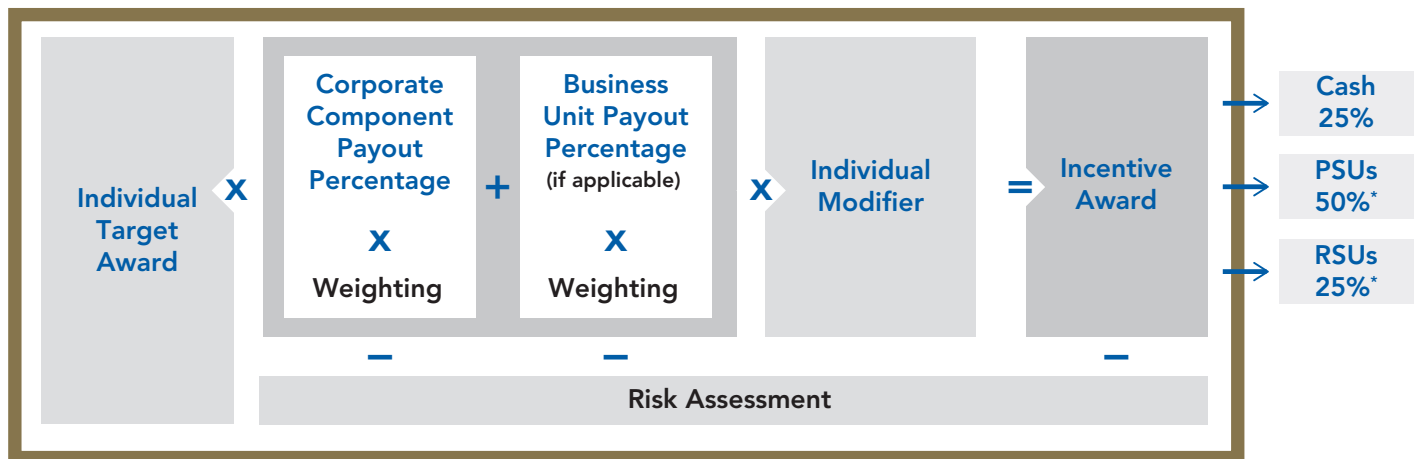 Individual
Target
Award
x
Corporate
Component
Payout
Percentage
x
Weighting
+
Business
Unit Payout
Percentage
(if applicable)
x
Weighting
x
Individual
Modifier
=
Incentive
Award
–
–
–
Risk Assessment
→
Cash
25%
→
PSUs
50%*
→
RSUs
25%*